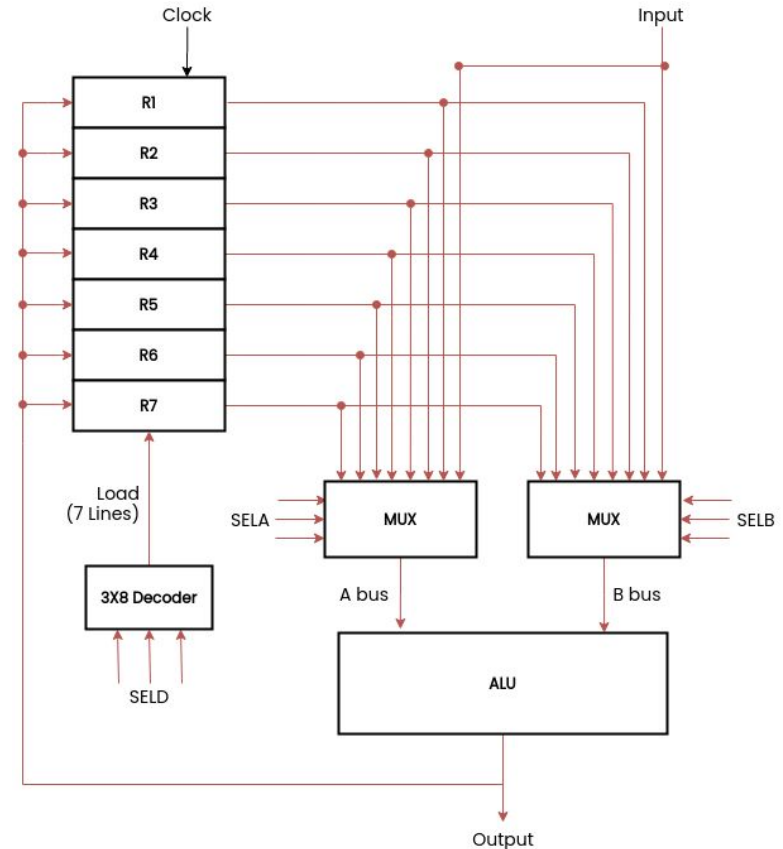 Clock
Input
R1
R2
R3
R4
R5
R6
R7
Load
(7 Lines)
SELA
MUX
MUX
SELB
3X8 Decoder
A bus
B bus
SELD
ALU
Output